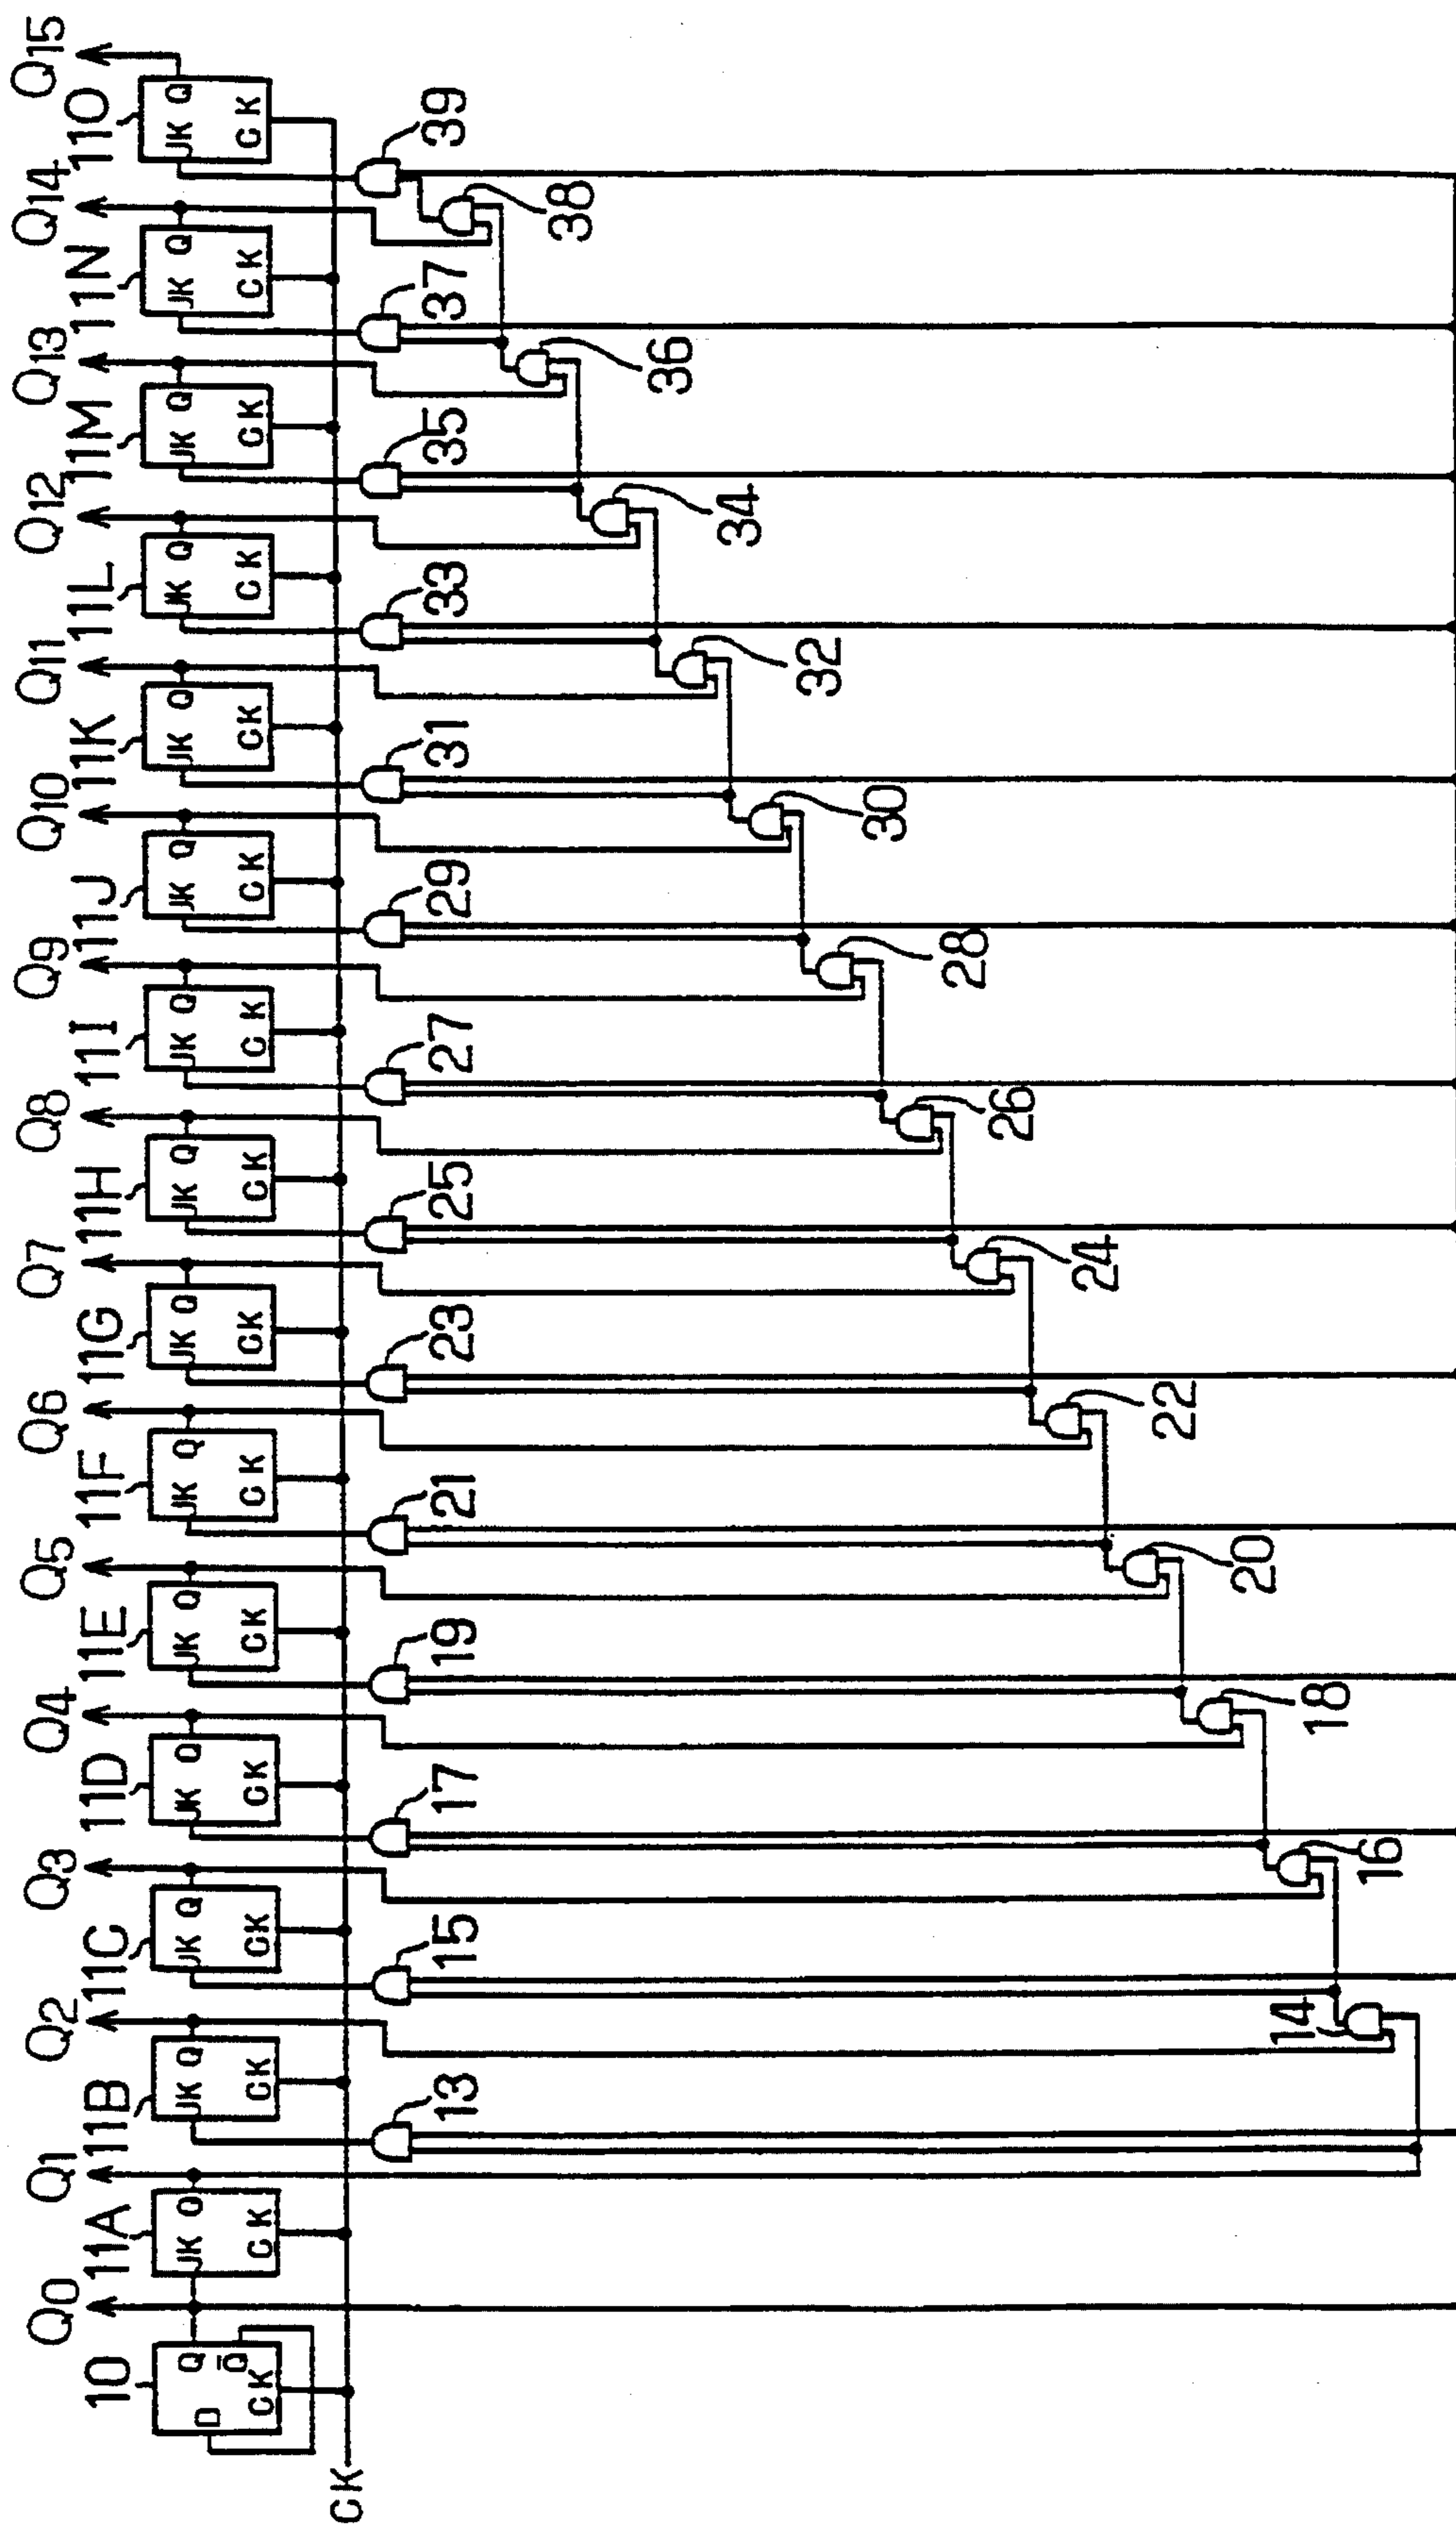 Q0 Q1 Q2 Q3 Q4 Q5 Q6 Q7 Q8 Q9 Q10 Q11 Q12 Q13 Q14 Q15
10 11A 11B 11C 11D 11E 11F 11G 11H 11I 11J 11K 11L 11M 11N 11O
D Q JK Q JK Q JK Q JK Q JK Q JK Q JK Q JK Q JK Q JK Q JK Q JK Q JK Q JK Q JK Q
Q̅
CK CK CK CK CK CK CK CK CK CK CK CK CK CK CK CK
CK
13 15 17 19 21 23 25 27 29 31 33 35 37 39
38
36
34
32
30
28
26
24
22
20
18
16
14